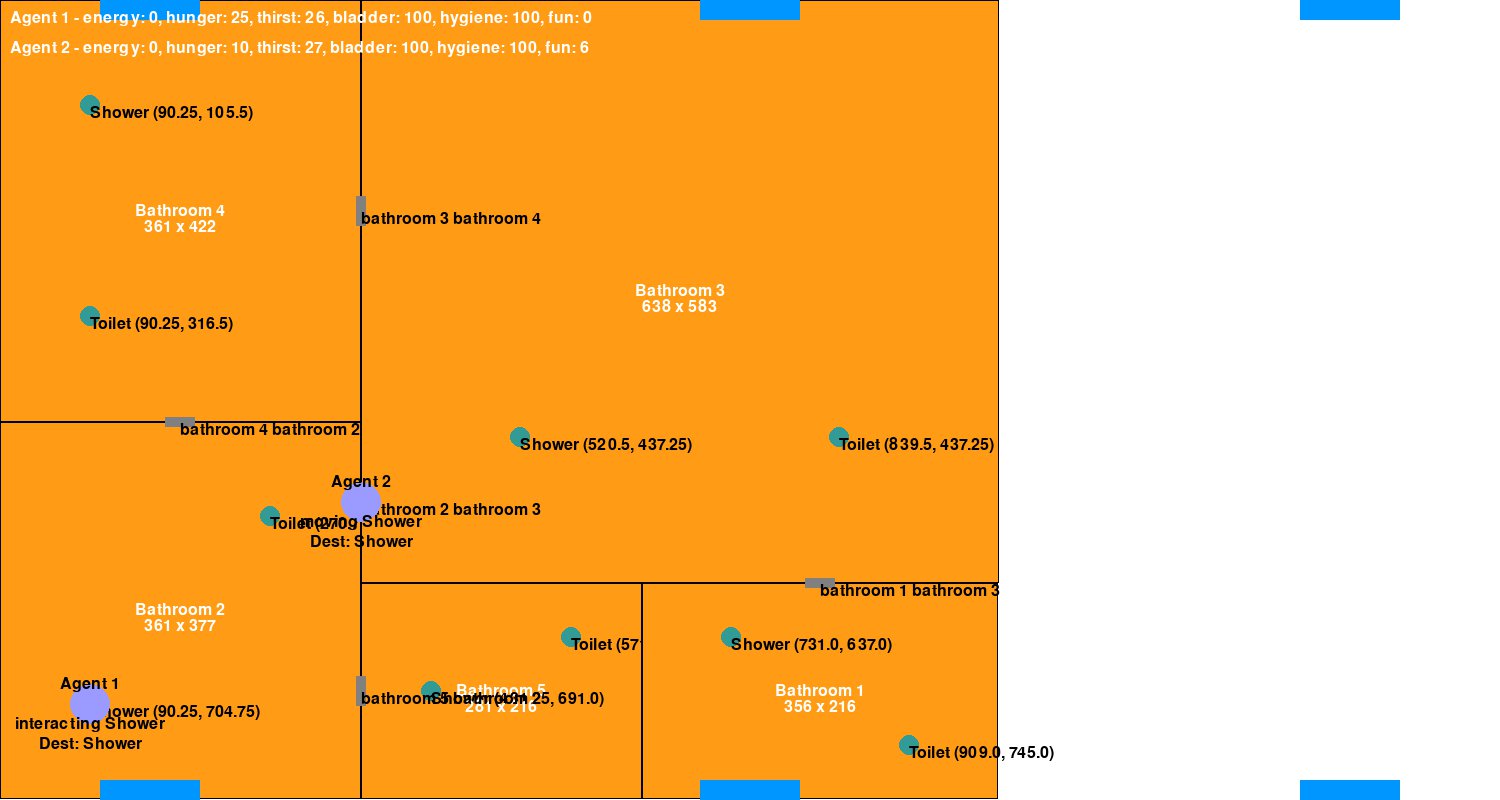 Agent 1 - energy: 0, hunger: 25, thirst: 26, bladder: 100, hygiene: 100, fun: 0
Agent 2 - energy: 0, hunger: 10, thirst: 27, bladder: 100, hygiene: 100, fun: 6
Shower (90.25, 105.5)
Bathroom 4
361 x 422
bathroom 3 bathroom 4
Bathroom 3
638 x 583
Toilet (90.25, 316.5)
bathroom 4 bathroom 2
Shower (520.5, 437.25)
Toilet (839.5, 437.25)
Agent 2
bathroom 2 bathroom 3
Toilet (270.
moving Shower
Dest: Shower
bathroom 1 bathroom 3
Bathroom 2
361 x 377
Toilet (571
Shower (731.0, 637.0)
Agent 1
Bathroom 5
281 x 216
bathroom 5
Shower (431.25, 691.0)
Bathroom 1
356 x 216
Shower (90.25, 704.75)
interacting Shower
Dest: Shower
Toilet (909.0, 745.0)